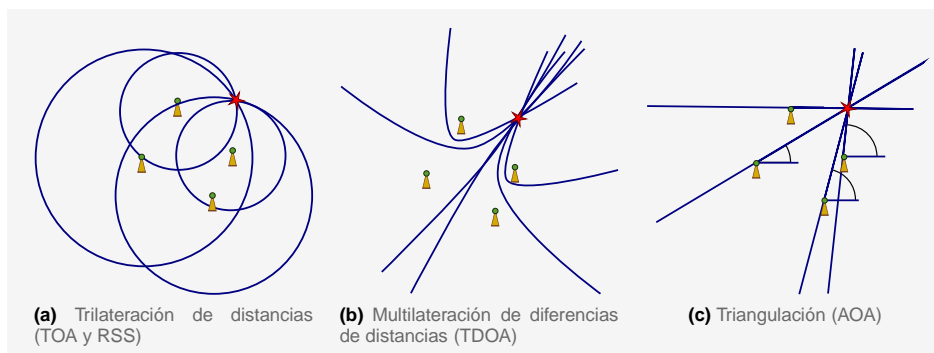 (a) Trilateración de distancias
(TOA y RSS)
(b) Multilateración de diferencias
de distancias (TDOA)
(c) Triangulación (AOA)